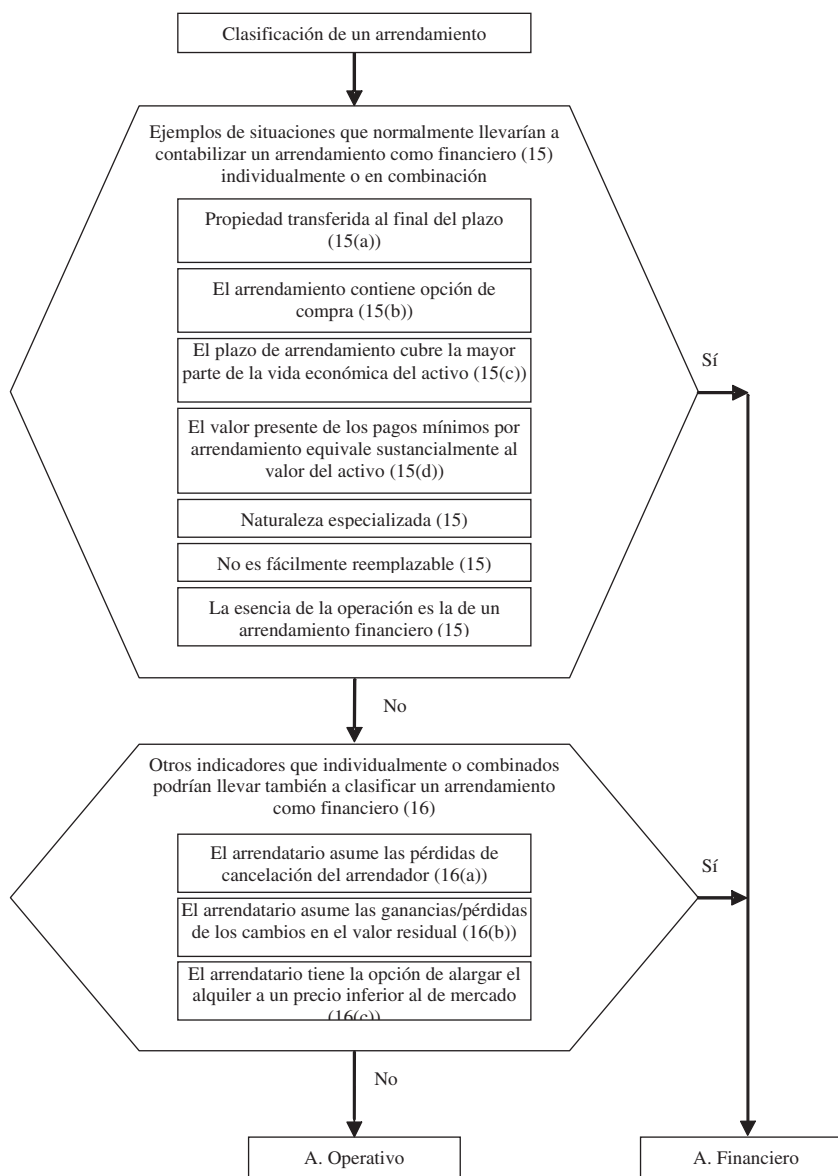 Clasificación de un arrendamiento
Ejemplos de situaciones que normalmente llevarían a
contabilizar un arrendamiento como financiero (15)
individualmente o en combinación
Propiedad transferida al final del plazo
(15(a))
El arrendamiento contiene opción de
compra (15(b))
El plazo de arrendamiento cubre la mayor
parte de la vida económica del activo (15(c))
Sí
El valor presente de los pagos mínimos por
arrendamiento equivale sustancialmente al
valor del activo (15(d))
Naturaleza especializada (15)
No es fácilmente reemplazable (15)
La esencia de la operación es la de un
arrendamiento financiero (15)
No
Otros indicadores que individualmente o combinados
podrían llevar también a clasificar un arrendamiento
como financiero (16)
El arrendatario asume las pérdidas de
cancelación del arrendador (16(a))
Sí
El arrendatario asume las ganancias/pérdidas
de los cambios en el valor residual (16(b))
El arrendatario tiene la opción de alargar el
alquiler a un precio inferior al de mercado
(16(c))
No
A. Operativo
A. Financiero